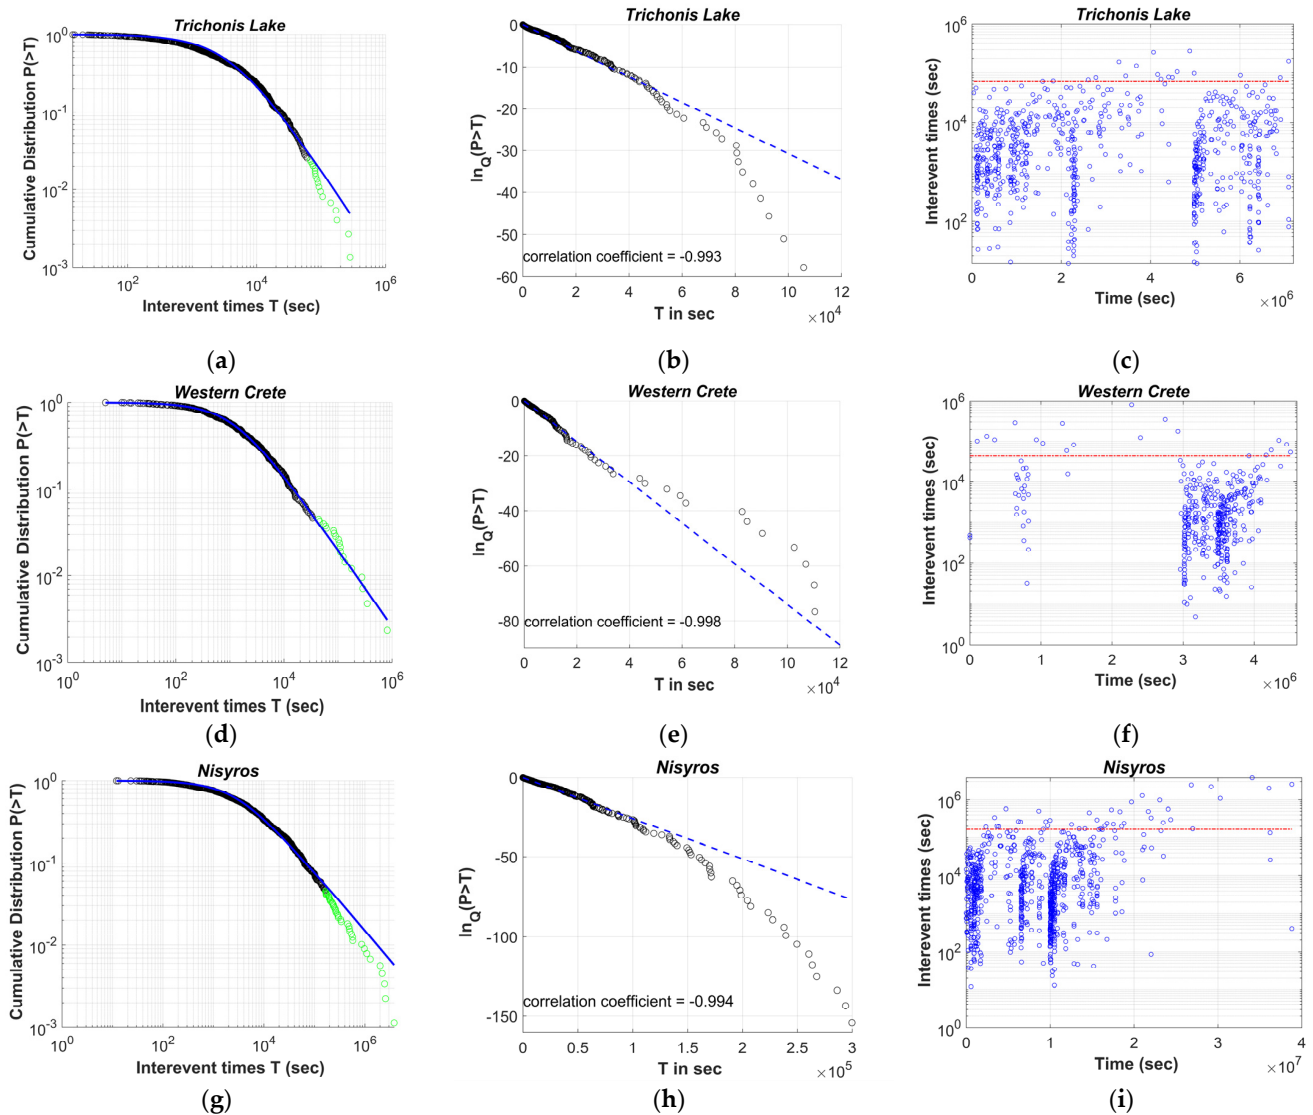 Trichonis Lake
Cumulative Distribution P(>T)
10^0
10^-1
10^-2
10^-3
10^2
10^4
10^6
Interevent times T (sec)
(a)
Trichonis Lake
ln_Q(P>T)
0
-10
-20
-30
-40
-50
-60
correlation coefficient = -0.993
0 2 4 6 8 10 12
T in sec
×10^4
(b)
Trichonis Lake
Interevent times (sec)
10^6
10^4
10^2
0 2 4 6
Time (sec)
×10^6
(c)
Western Crete
Cumulative Distribution P(>T)
10^0
10^-1
10^-2
10^-3
10^0 10^2 10^4 10^6
Interevent times T (sec)
(d)
Western Crete
ln_Q(P>T)
0
-20
-40
-60
-80
correlation coefficient = -0.998
0 2 4 6 8 10 12
T in sec
×10^4
(e)
Western Crete
Interevent times (sec)
10^6
10^4
10^2
10^0
0 1 2 3 4
Time (sec)
×10^6
(f)
Nisyros
Cumulative Distribution P(>T)
10^0
10^-1
10^-2
10^-3
10^0 10^2 10^4 10^6
Interevent times T (sec)
(g)
Nisyros
ln_Q(P>T)
0
-50
-100
-150
correlation coefficient = -0.994
0 0.5 1 1.5 2 2.5 3
T in sec
×10^5
(h)
Nisyros
Interevent times (sec)
10^6
10^4
10^2
10^0
0 1 2 3 4
Time (sec)
×10^7
(i)